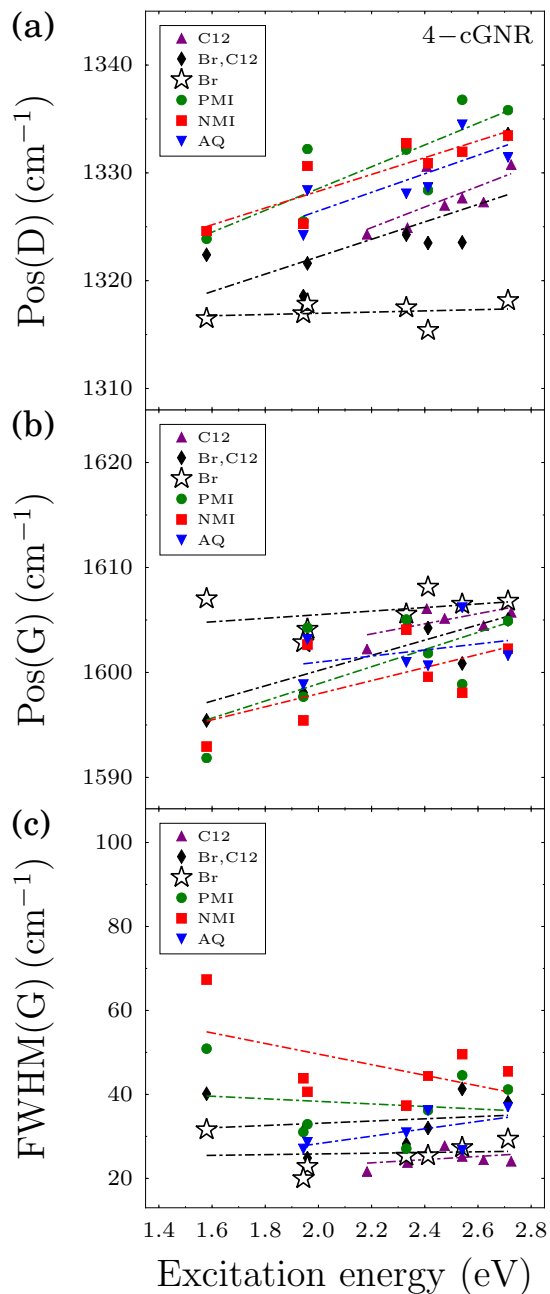 (a)
C12
Br,C12
Br
PMI
NMI
AQ
4−cGNR
1340
1330
1320
1310
Pos(D) (cm⁻¹)
(b)
C12
Br,C12
Br
PMI
NMI
AQ
1620
1610
1600
1590
Pos(G) (cm⁻¹)
(c)
C12
Br,C12
Br
PMI
NMI
AQ
100
80
60
40
20
FWHM(G) (cm⁻¹)
1.4 1.6 1.8 2.0 2.2 2.4 2.6 2.8
Excitation energy (eV)